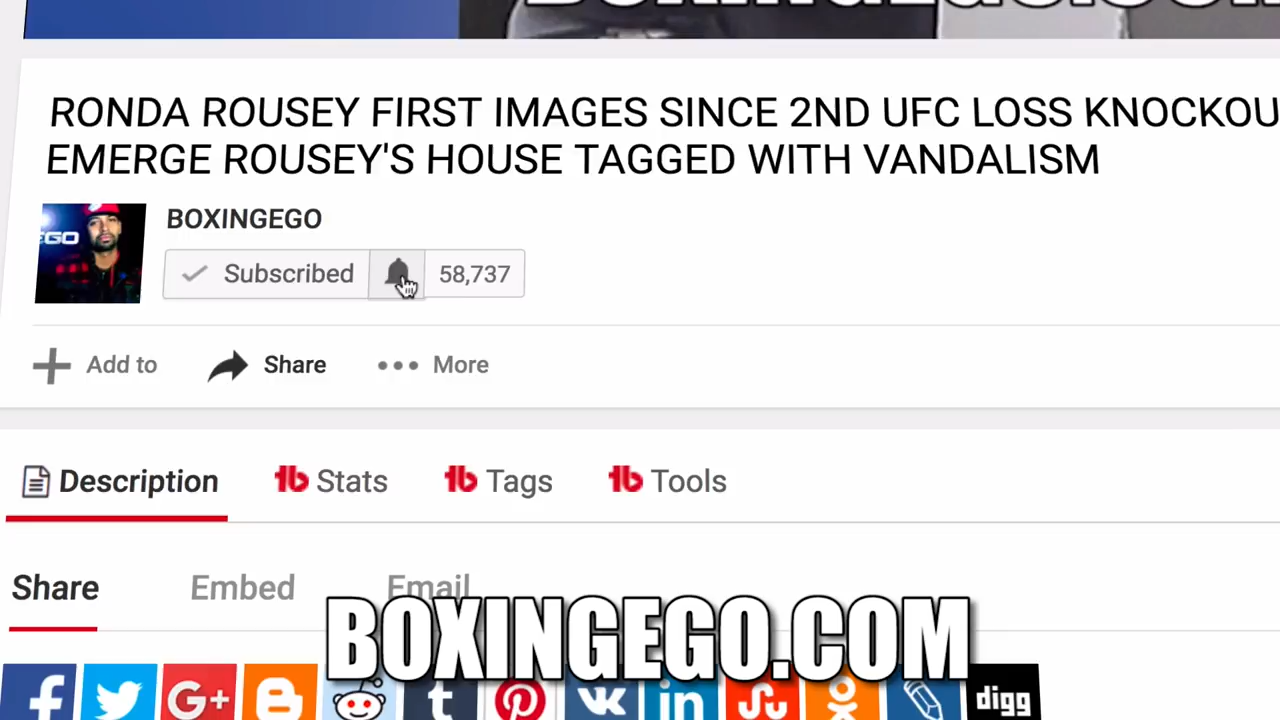 RONDA ROUSEY FIRST IMAGES SINCE 2ND UFC LOSS KNOCKOU
EMERGE ROUSEY'S HOUSE TAGGED WITH VANDALISM
EGO
BOXINGEGO
Subscribed 58,737
Add to Share More
Description Stats Tags Tools
Share Embed Email
BOXINGEGO.COM
digg